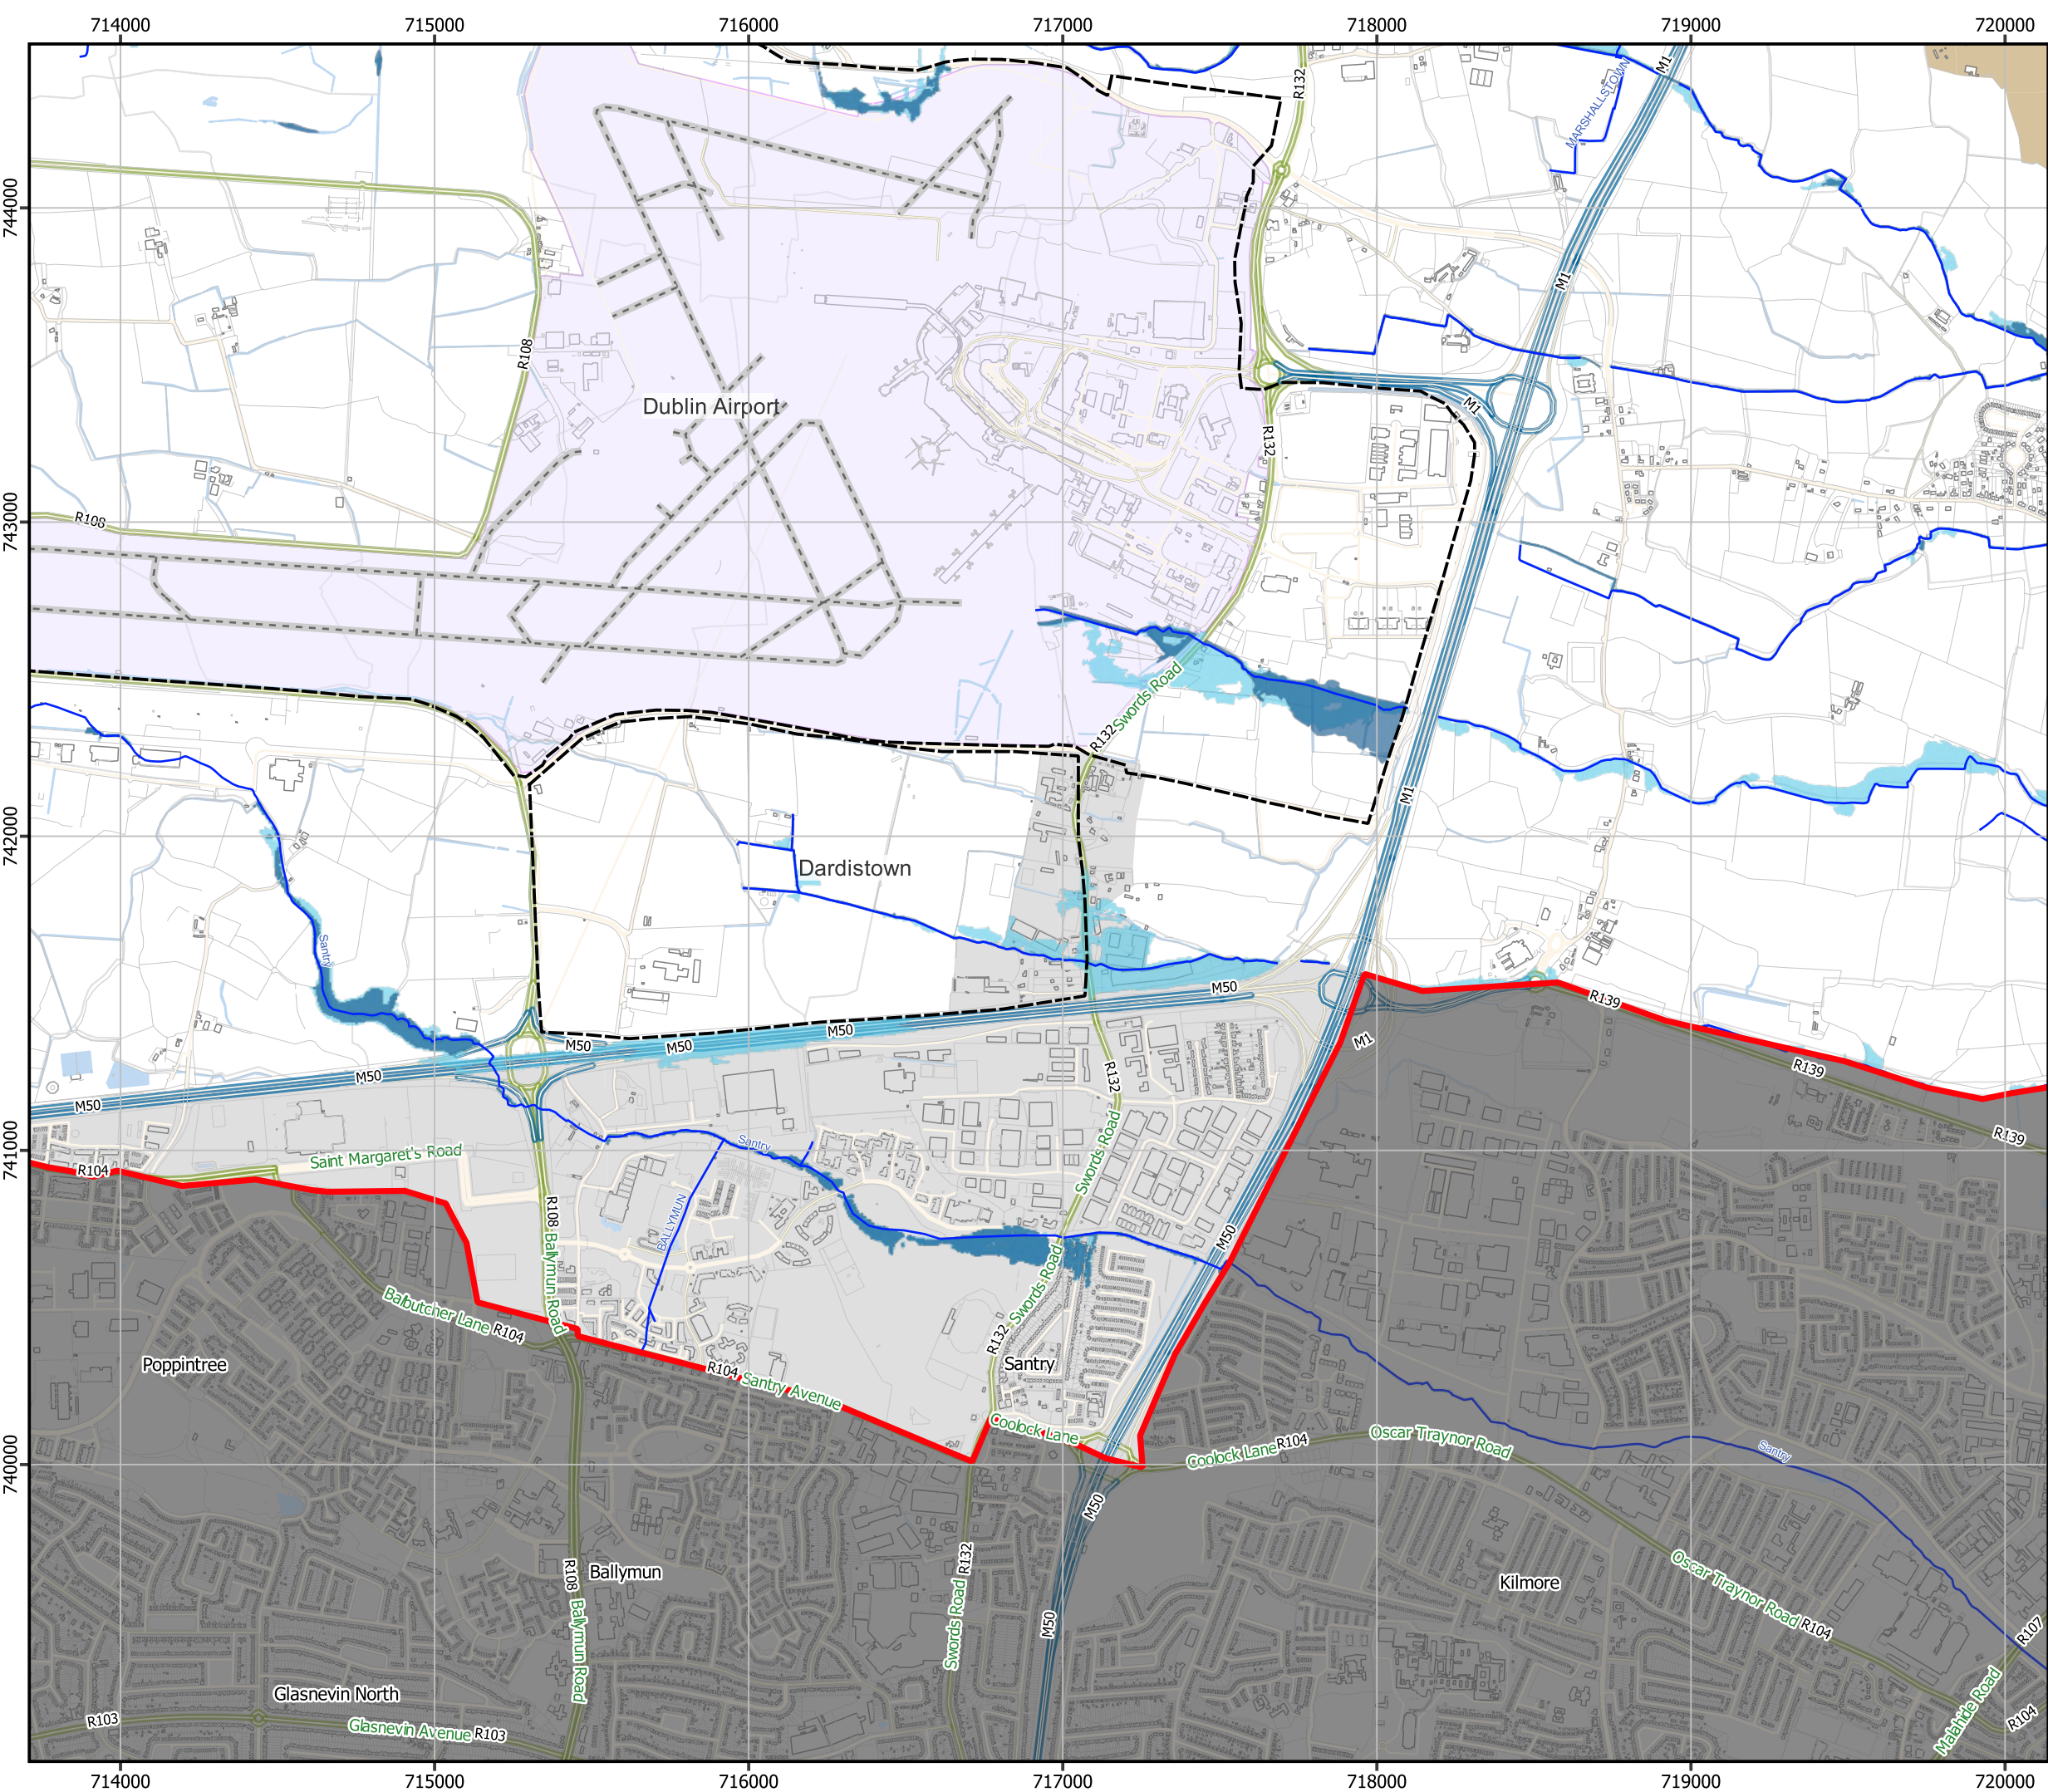 714000
715000
716000
717000
718000
719000
720000
R132
M1
MARSHALLSTOWN
744000
M1
R108
Dublin Airport
M1
R132
743000
R108
Swords Road
R132
M1
742000
Dardistown
Santry
M50
R139
M50
M50
M50
M1
M50
R139
M50
R132
R139
741000
Santry
Saint Margaret's Road
R104
Swords Road
BALLYMUN
R108
Ballymun Road
M50
Swords Road
Balbutcher Lane
R104
R132
Santry
Poppintree
R104
Santry Avenue
Coolock Lane
Oscar Traynor Road
Coolock Lane
R104
Santry
740000
M50
R132
Oscar Traynor Road
R104
R108
Ballymun
Kilmore
Swords Road
M50
Ballymun Road
R107
Glasnevin North
Malahide Road
R104
R103
Glasnevin Avenue
R103
714000
715000
716000
717000
718000
719000
720000